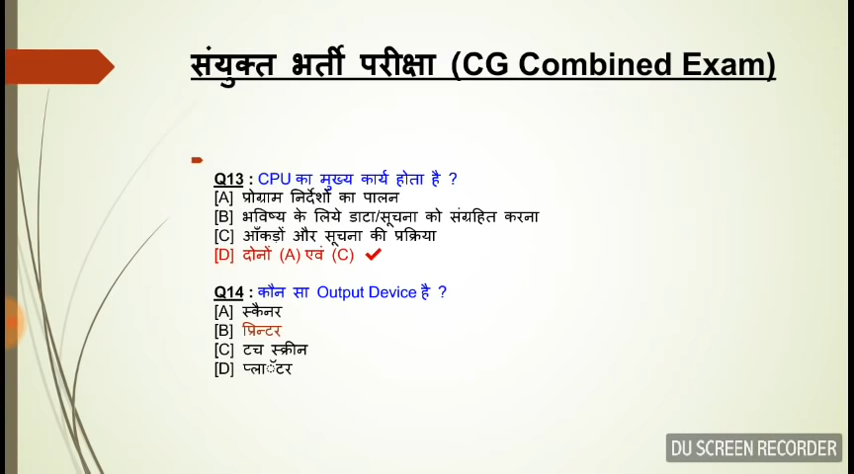 संयुक्त भर्ती परीक्षा (CG Combined Exam)
Q13 : CPU का मुख्य कार्य होता है ?
[A] प्रोग्राम निर्देशों का पालन
[B] भविष्य के लिये डाटा/सूचना को संग्रहित करना
[C] आँकड़ों और सूचना की प्रक्रिया
[D] दोनों (A) एवं (C) ✔
Q14 : कौन सा Output Device है ?
[A] स्कैनर
[B] प्रिन्टर
[C] टच स्क्रीन
[D] प्लाॅटर
DU SCREEN RECORDER